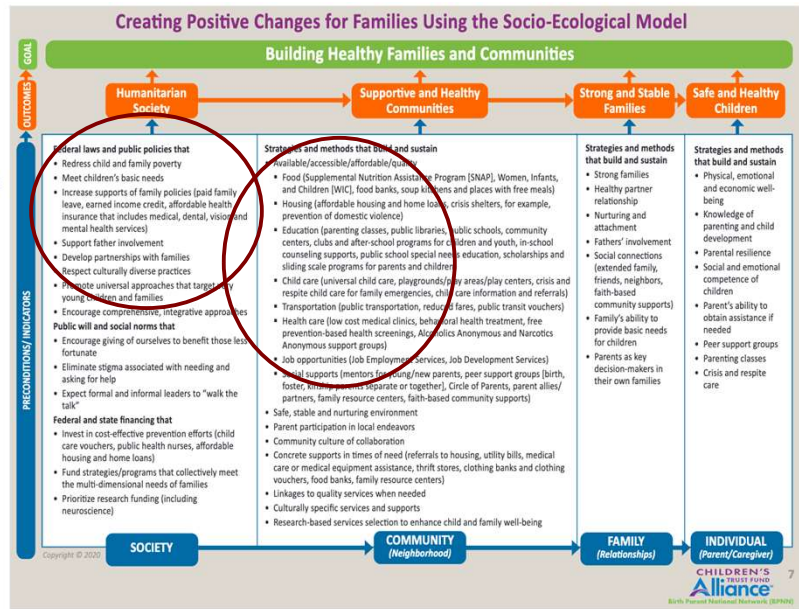 Creating Positive Changes for Families Using the Socio-Ecological Model
GOAL
Building Healthy Families and Communities
OUTCOMES
Humanitarian
Society
Supportive and Healthy
Communities
Strong and Stable
Families
Safe and Healthy
Children
PRECONDITIONS/ INDICATORS
Federal laws and public policies that
• Redress child and family poverty
• Meet children's basic needs
• Increase supports of family policies (paid family
leave, earned income credit, affordable health
insurance that includes medical, dental, vision and
mental health services)
• Support father involvement
• Develop partnerships with families
Respect culturally diverse practices
• Promote universal approaches that target very
young children and families
• Encourage comprehensive, integrative approaches
Public will and social norms that
• Encourage giving of ourselves to benefit those less
fortunate
• Eliminate stigma associated with needing and
asking for help
• Expect formal and informal leaders to "walk the
talk"
Federal and state financing that
• Invest in cost-effective prevention efforts (child
care vouchers, public health nurses, affordable
housing and home loans)
• Fund strategies/programs that collectively meet
the multi-dimensional needs of families
• Prioritize research funding (including
neuroscience)
SOCIETY
Strategies and methods that build and sustain
• Available/accessible/affordable/quality
• Food (Supplemental Nutrition Assistance Program [SNAP], Women, Infants,
and Children [WIC], food banks, soup kitchens and places with free meals)
• Housing (affordable housing and home loans, crisis shelters, for example,
prevention of domestic violence)
• Education (parenting classes, public libraries, public schools, community
centers, clubs and after-school programs for children and youth, in-school
counseling supports, public school special needs education, scholarships and
sliding scale programs for parents and children)
• Child care (universal child care, playgrounds/play areas/play centers, crisis and
respite child care for family emergencies, child care information and referrals)
• Transportation (public transportation, reduced fares, public transit vouchers)
• Health care (low cost medical clinics, behavioral health treatment, free
prevention-based health screenings, Alcoholics Anonymous and Narcotics
Anonymous support groups)
• Job opportunities (Job Employment Services, Job Development Services)
• Social supports (mentors for young/new parents, peer support groups [birth,
foster, kinship parents separate or together], Circle of Parents, parent allies/
partners, family resource centers, faith-based community supports)
• Safe, stable and nurturing environment
• Parent participation in local endeavors
• Community culture of collaboration
• Concrete supports in times of need (referrals to housing, utility bills, medical
care or medical equipment assistance, thrift stores, clothing banks and clothing
vouchers, food banks, family resource centers)
• Linkages to quality services when needed
• Culturally specific services and supports
• Research-based services selection to enhance child and family well-being
COMMUNITY
(Neighborhood)
Strategies and methods
that build and sustain
• Strong families
• Healthy partner
relationship
• Nurturing and
attachment
• Fathers' involvement
• Social connections
(extended family,
friends, neighbors,
faith-based
community supports)
• Family's ability to
provide basic needs
for children
• Parents as key
decision-makers in
their own families
FAMILY
(Relationships)
Strategies and methods
that build and sustain
• Physical, emotional
and economic well-
being
• Knowledge of
parenting and child
development
• Parental resilience
• Social and emotional
competence of
children
• Parent's ability to
obtain assistance if
needed
• Peer support groups
• Parenting classes
• Crisis and respite
care
INDIVIDUAL
(Parent/Caregiver)
Copyright © 2020
CHILDREN'S
TRUST FUND
Alliance
Birth Parent National Network (BPNN)
7